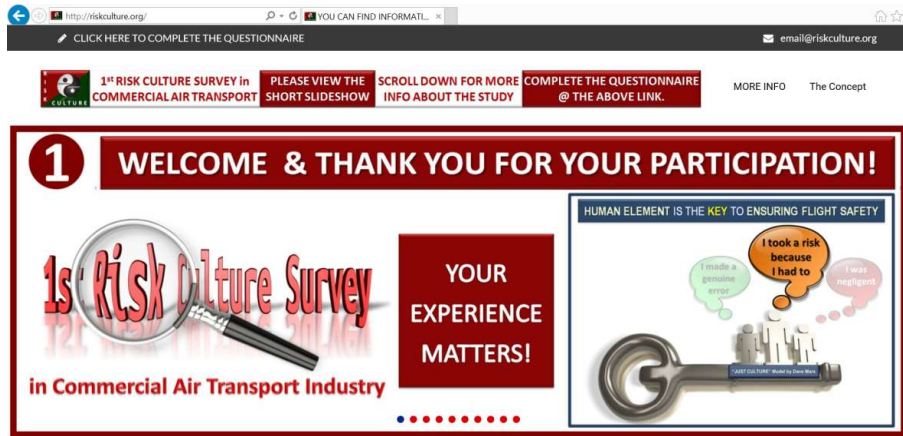 http://riskculture.org/
YOU CAN FIND INFORMATI...
CLICK HERE TO COMPLETE THE QUESTIONNAIRE
email@riskculture.org
RISK
CULTURE
1st RISK CULTURE SURVEY in
COMMERCIAL AIR TRANSPORT
PLEASE VIEW THE
SHORT SLIDESHOW
SCROLL DOWN FOR MORE
INFO ABOUT THE STUDY
COMPLETE THE QUESTIONNAIRE
@ THE ABOVE LINK.
MORE INFO
The Concept
1
WELCOME & THANK YOU FOR YOUR PARTICIPATION!
1st Risk Culture Survey
in Commercial Air Transport Industry
YOUR
EXPERIENCE
MATTERS!
HUMAN ELEMENT IS THE KEY TO ENSURING FLIGHT SAFETY
I made a
genuine
error
I took a risk
because
I had to
I was
negligent
"JUST CULTURE" Model by Dave Marx